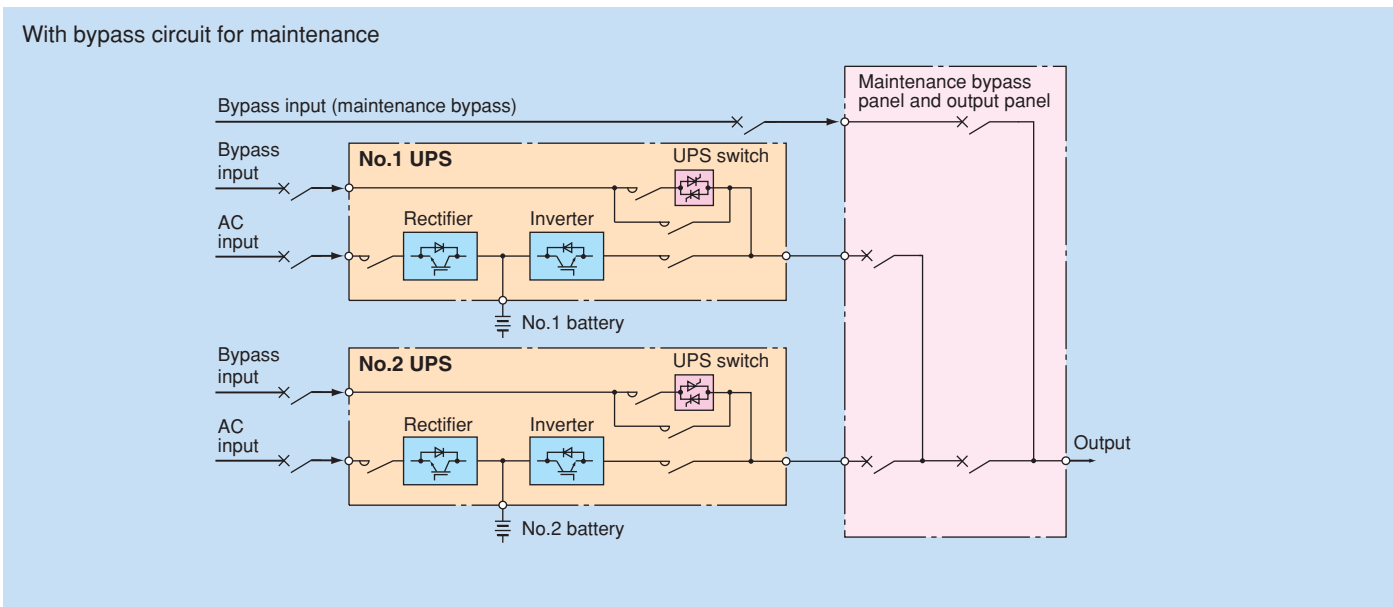 With bypass circuit for maintenance
Maintenance bypass
panel and output panel
Bypass input (maintenance bypass)
Bypass
input
No.1 UPS
UPS switch
AC
input
Rectifier
Inverter
No.1 battery
Bypass
input
No.2 UPS
UPS switch
AC
input
Rectifier
Inverter
Output
No.2 battery